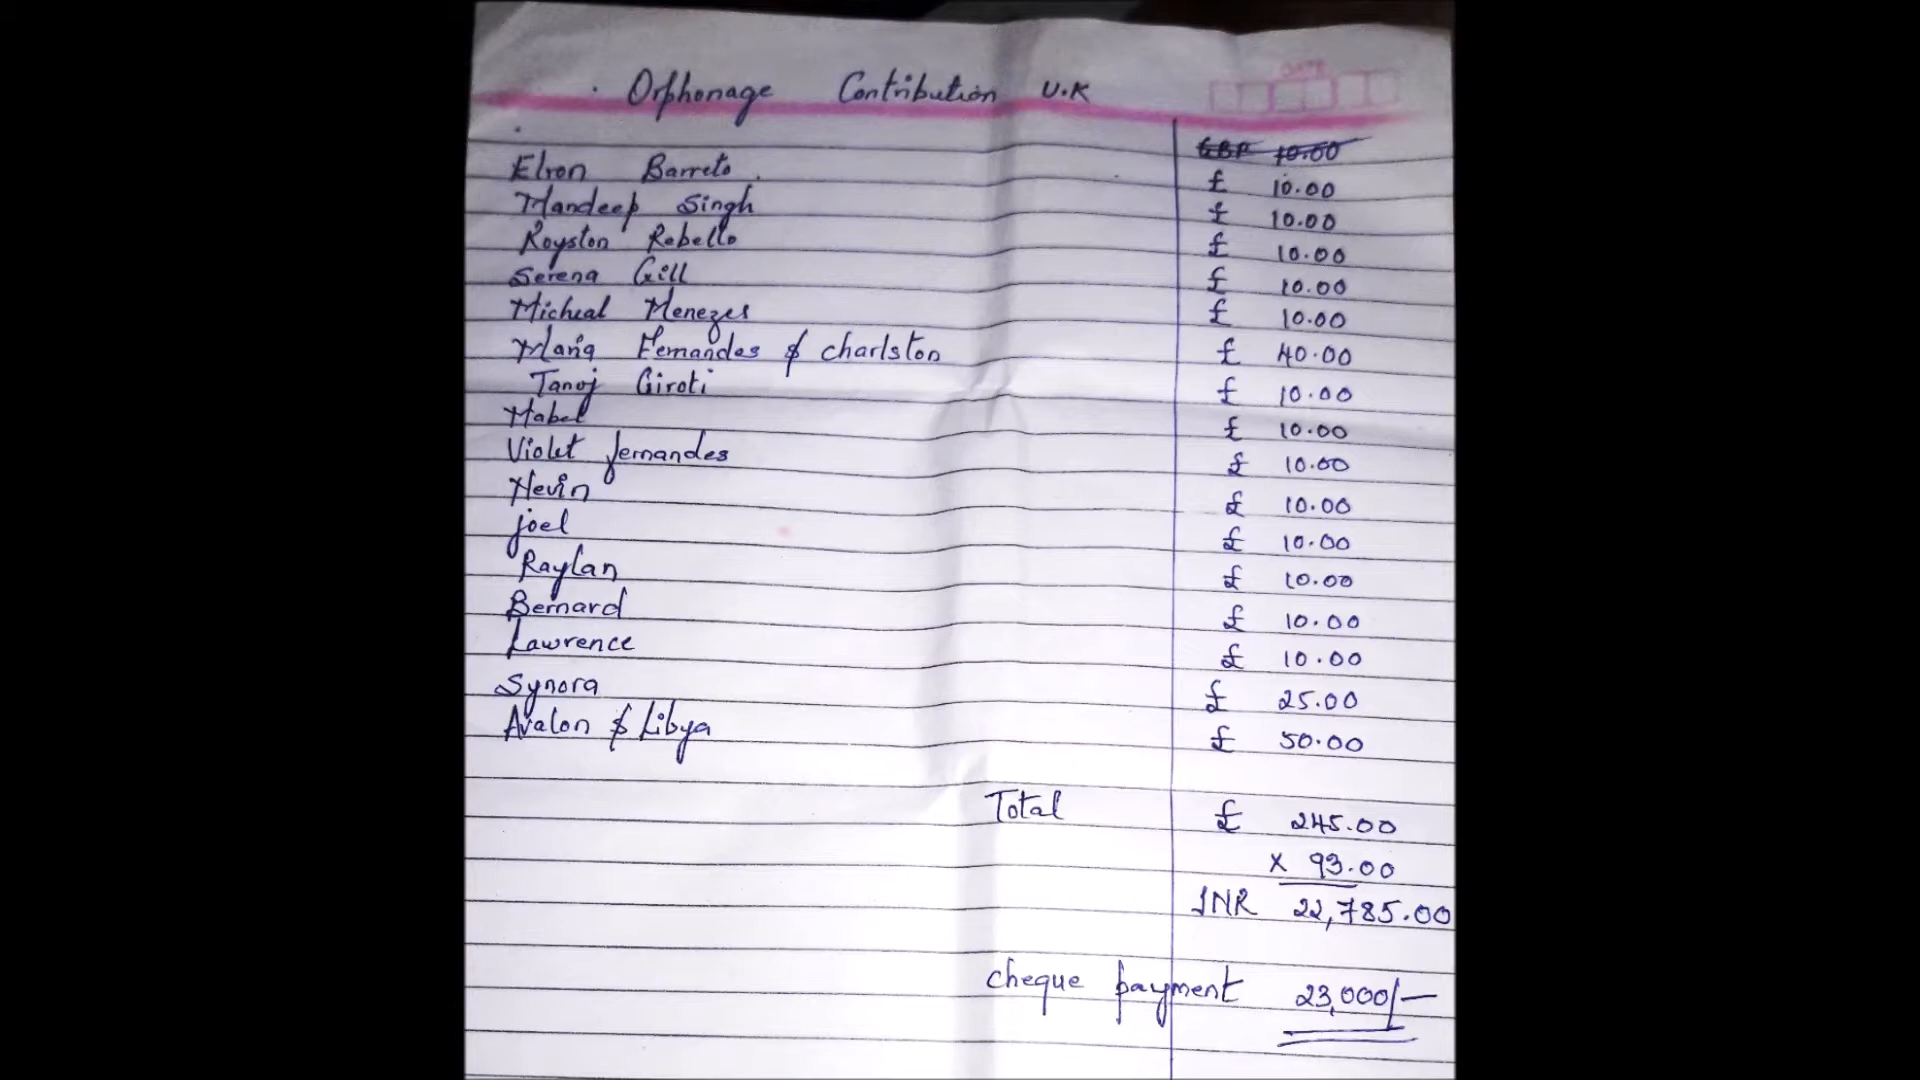 Orphonage Contribution U.K
DATE
GBP 10.00
Elron Barreto £ 10.00
Mandeep Singh £ 10.00
Royston Rebello £ 10.00
Serena Gill £ 10.00
Micheal Menezes £ 10.00
Maria Fernandes & charlston £ 40.00
Tanoj Giroti £ 10.00
Mabel £ 10.00
Violet fernandes £ 10.00
Nevin £ 10.00
joel £ 10.00
Raylan £ 10.00
Bernard £ 10.00
Lawrence £ 10.00
Synora £ 25.00
Avalon & Libya £ 50.00
Total £ 245.00
x 93.00
INR 22,785.00
cheque payment 23,000/-